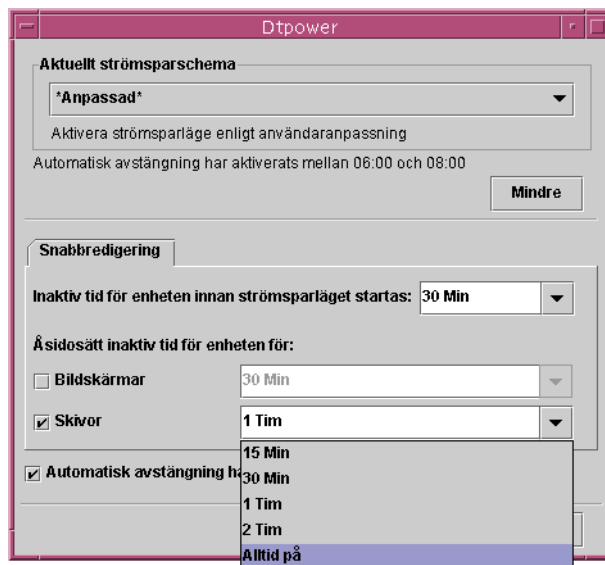 Dtpower
Aktuellt strömsparschema
*Anpassad*
Aktivera strömsparläge enligt användaranpassning
Automatisk avstängning har aktiverats mellan 06:00 och 08:00
Mindre
Snabbredigering
Inaktiv tid för enheten innan strömsparläget startas: 30 Min
Åsidosätt inaktiv tid för enheten för:
Bildskärmar 30 Min
Skivor 1 Tim
15 Min
Automatisk avstängning ha
30 Min
1 Tim
2 Tim
Alltid på